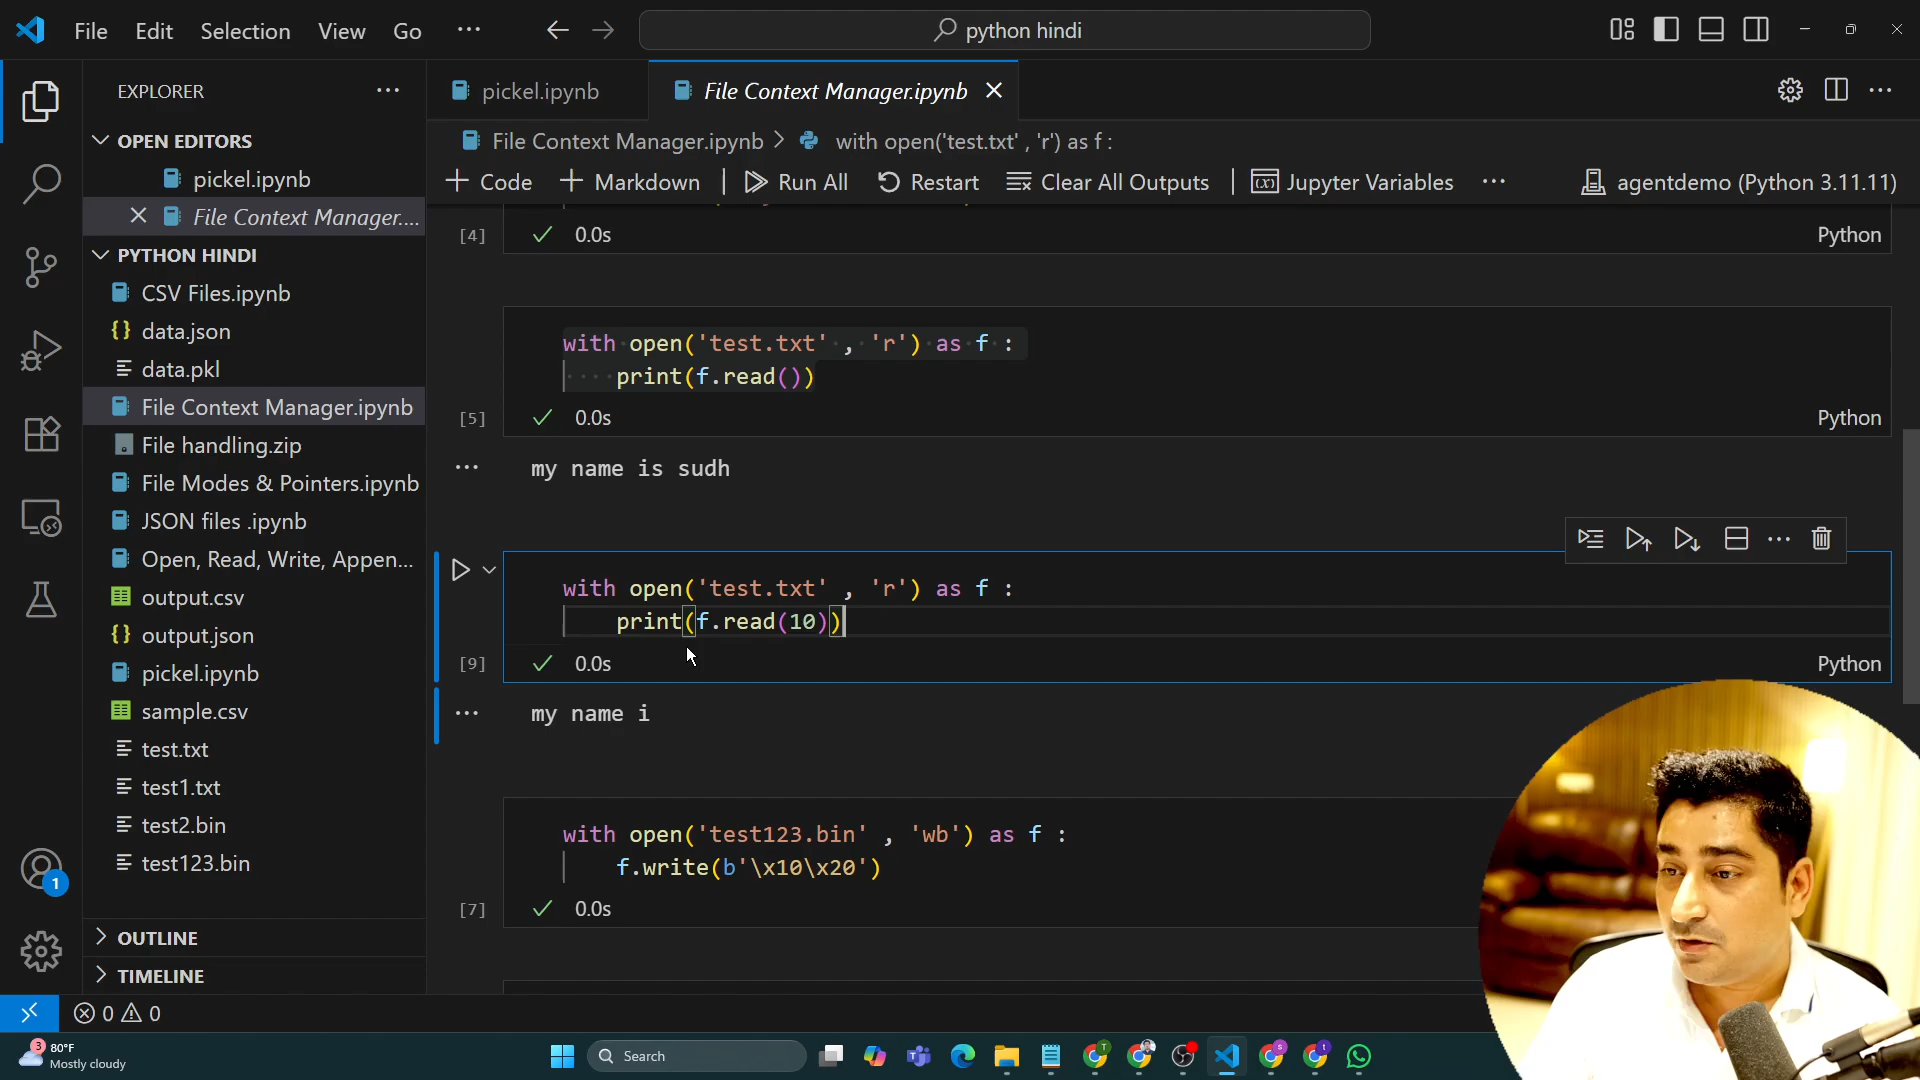 File Edit Selection View Go ··· python hindi
EXPLORER
OPEN EDITORS
pickel.ipynb
File Context Manager....
PYTHON HINDI
CSV Files.ipynb
data.json
data.pkl
File Context Manager.ipynb
File handling.zip
File Modes & Pointers.ipynb
JSON files .ipynb
Open, Read, Write, Appen...
output.csv
output.json
pickel.ipynb
sample.csv
test.txt
test1.txt
test2.bin
test123.bin
OUTLINE
TIMELINE
pickel.ipynb File Context Manager.ipynb
File Context Manager.ipynb > with open('test.txt' , 'r') as f :
+ Code + Markdown | Run All Restart Clear All Outputs | Jupyter Variables ··· agentdemo (Python 3.11.11)
[4] 0.0s Python
with open('test.txt' , 'r') as f :
print(f.read())
[5] 0.0s Python
my name is sudh
with open('test.txt' , 'r') as f :
print(f.read(10))
[9] 0.0s Python
my name i
with open('test123.bin' , 'wb') as f :
f.write(b'\x10\x20')
[7] 0.0s
1
0 0
3 80°F
Mostly cloudy
Search